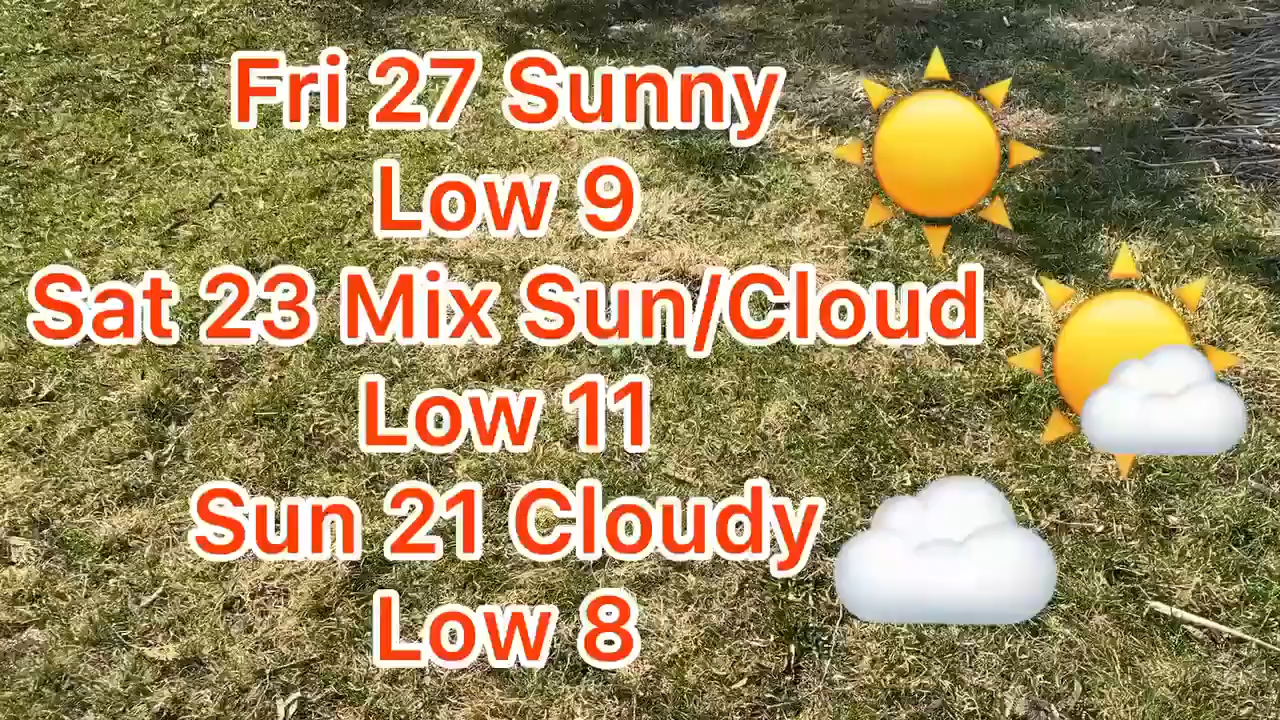 Fri 27 Sunny
Low 9
Sat 23 Mix Sun/Cloud
Low 11
Sun 21 Cloudy
Low 8